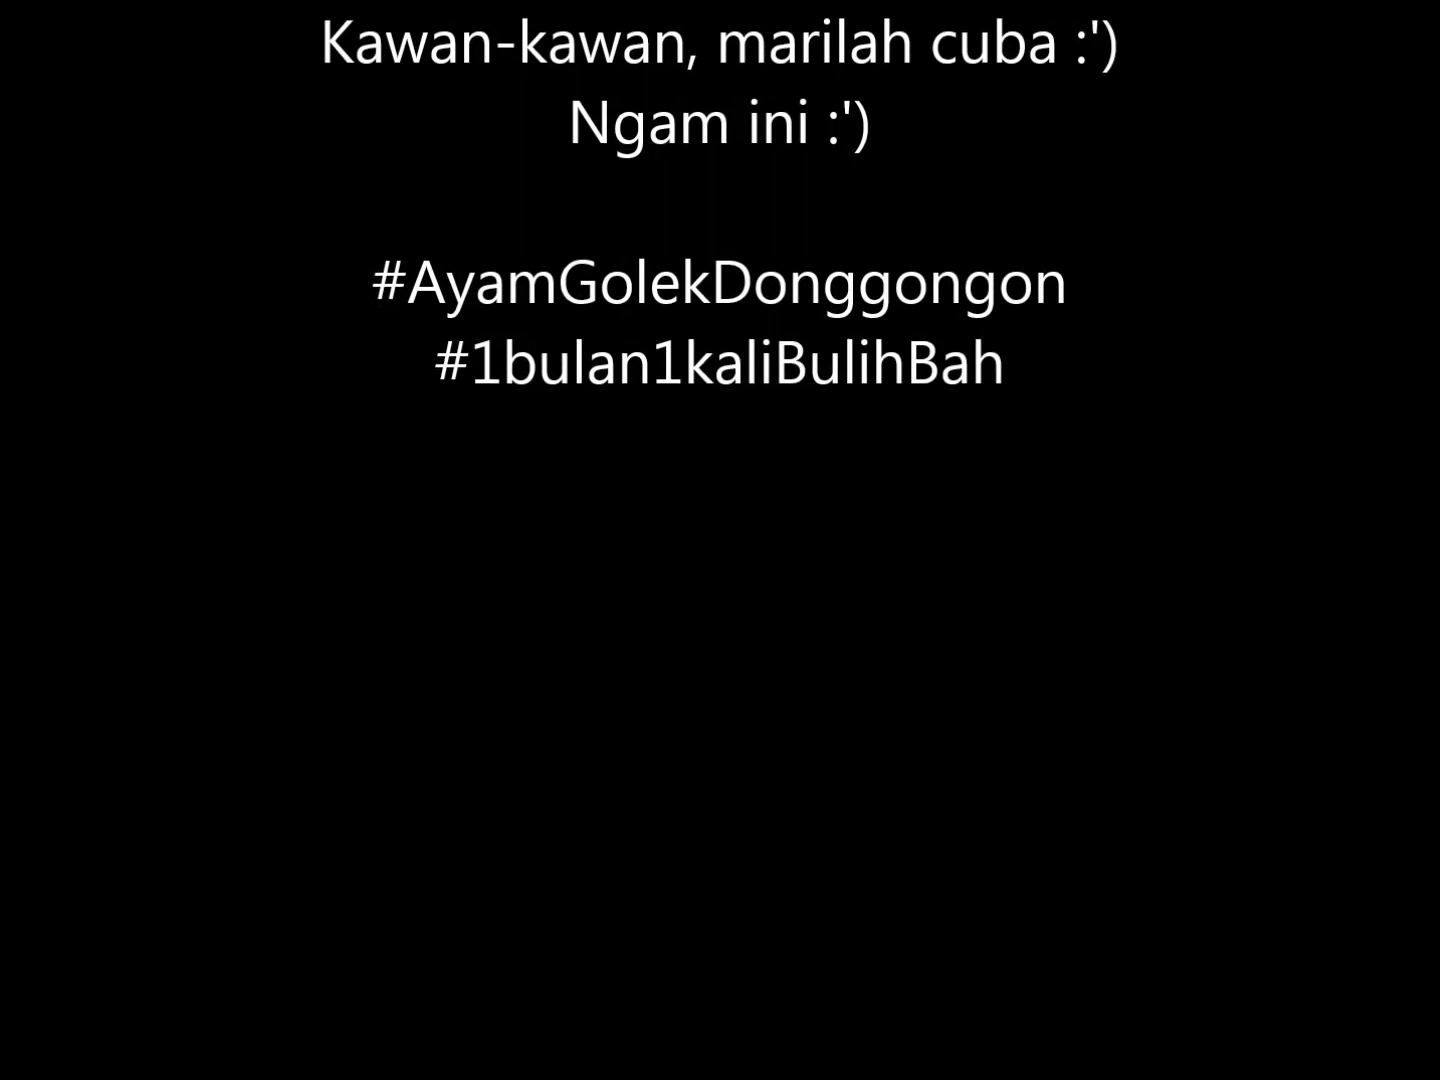 Kawan-kawan, marilah cuba :')
Ngam ini :')
#AyamGolekDonggongon
#1bulan1kaliBulihBah